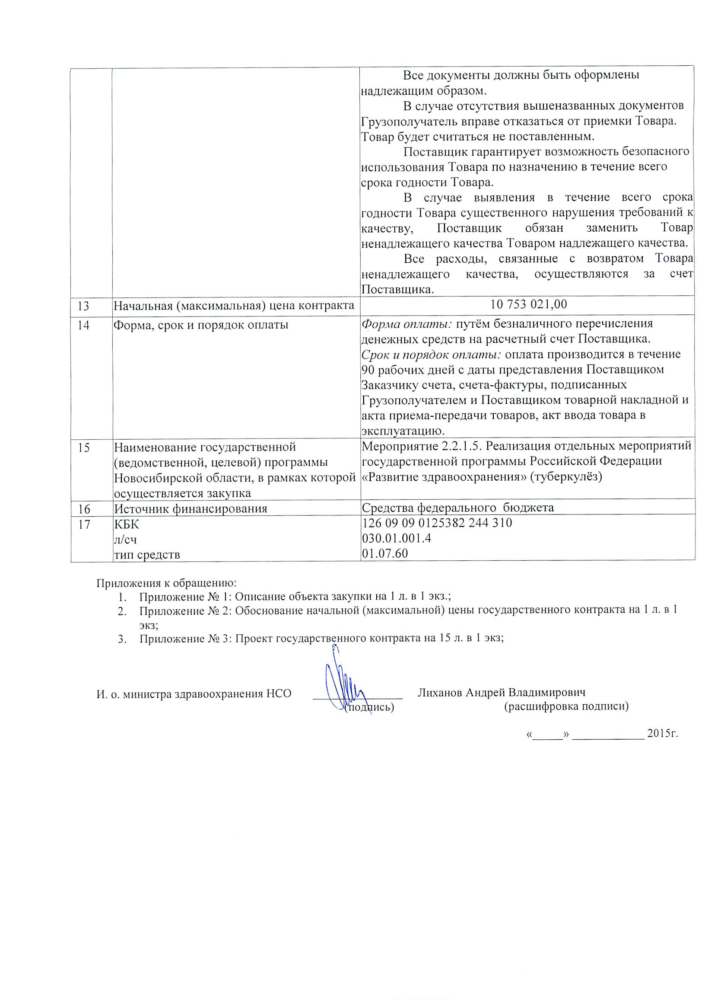 Все документы должны быть оформлены
надлежащим образом.
В случае отсутствия вышеназванных документов
Грузополучатель вправе отказаться от приемки Товара.
Товар будет считаться не поставленным.
Поставщик гарантирует возможность безопасного
использования Товара по назначению в течение всего
срока годности Товара.
В случае выявления в течение всего срока
годности Товара существенного нарушения требований к
качеству, Поставщик обязан заменить Товар
ненадлежащего качества Товаром надлежащего качества.
Все расходы, связанные с возвратом Товара
ненадлежащего качества, осуществляются за счет
Поставщика.
13 Начальная (максимальная) цена контракта 10 753 021,00
14 Форма, срок и порядок оплаты
Форма оплаты: путём безналичного перечисления
денежных средств на расчетный счет Поставщика.
Срок и порядок оплаты: оплата производится в течение
90 рабочих дней с даты представления Поставщиком
Заказчику счета, счета-фактуры, подписанных
Грузополучателем и Поставщиком товарной накладной и
акта приема-передачи товаров, акт ввода товара в
эксплуатацию.
15 Наименование государственной
(ведомственной, целевой) программы
Новосибирской области, в рамках которой
осуществляется закупка
Мероприятие 2.2.1.5. Реализация отдельных мероприятий
государственной программы Российской Федерации
«Развитие здравоохранения» (туберкулёз)
16 Источник финансирования Средства федерального бюджета
17 КБК 126 09 09 0125382 244 310
л/сч 030.01.001.4
тип средств 01.07.60
Приложения к обращению:
1. Приложение № 1: Описание объекта закупки на 1 л. в 1 экз.;
2. Приложение № 2: Обоснование начальной (максимальной) цены государственного контракта на 1 л. в 1
экз;
3. Приложение № 3: Проект государственного контракта на 15 л. в 1 экз;
И. о. министра здравоохранения НСО ______________ Лиханов Андрей Владимирович
(подпись) (расшифровка подписи)
«_____» ____________ 2015г.